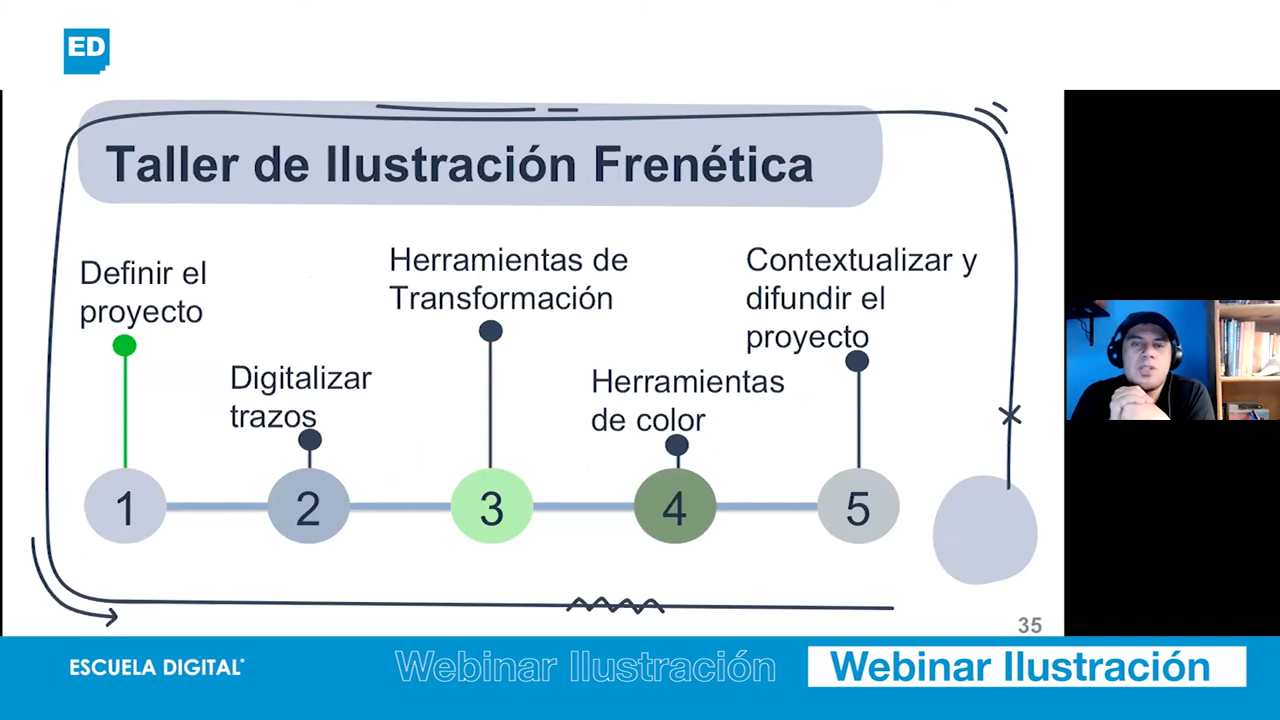 ED
Taller de Ilustración Frenética
Definir el
proyecto
Digitalizar
trazos
Herramientas de
Transformación
Herramientas
de color
Contextualizar y
difundir el
proyecto
1
2
3
4
5
35
ESCUELA DIGITAL
Webinar Ilustración
Webinar Ilustración